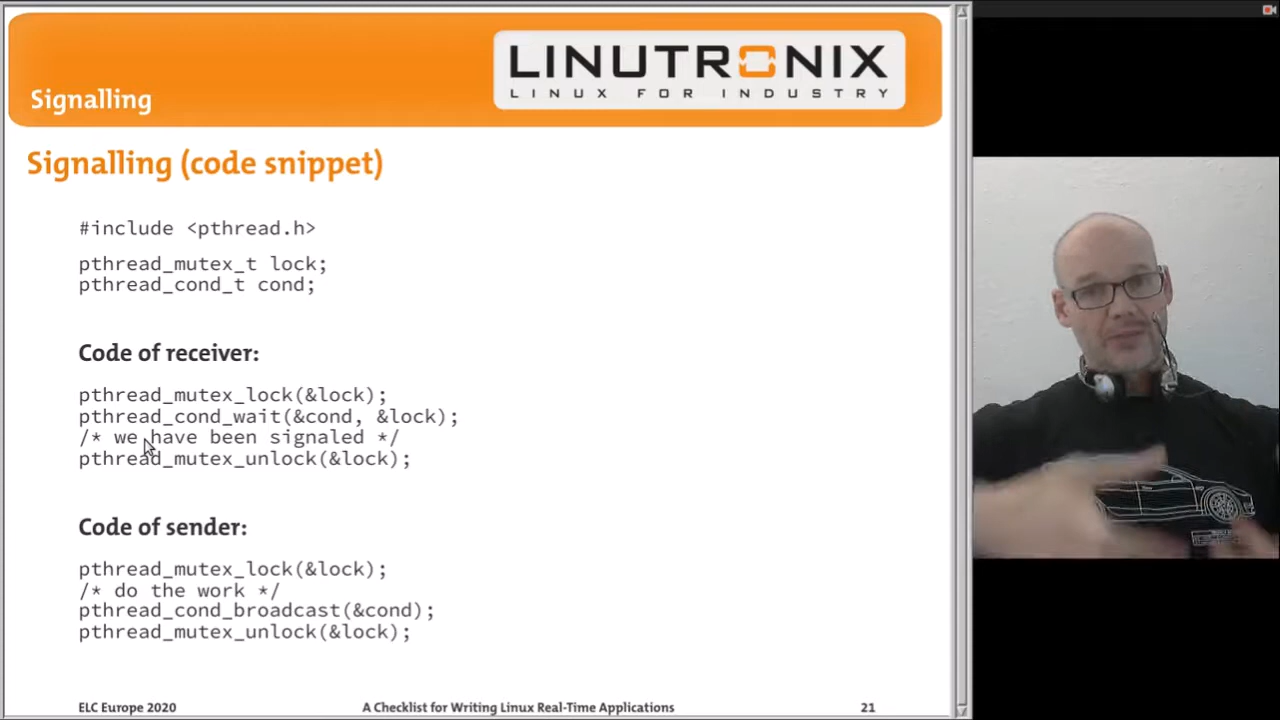 LINUTRONIX
LINUX FOR INDUSTRY
Signalling
Signalling (code snippet)
#include <pthread.h>
pthread_mutex_t lock;
pthread_cond_t cond;
Code of receiver:
pthread_mutex_lock(&lock);
pthread_cond_wait(&cond, &lock);
/* we have been signaled */
pthread_mutex_unlock(&lock);
Code of sender:
pthread_mutex_lock(&lock);
/* do the work */
pthread_cond_broadcast(&cond);
pthread_mutex_unlock(&lock);
ELC Europe 2020
A Checklist for Writing Linux Real-Time Applications
21